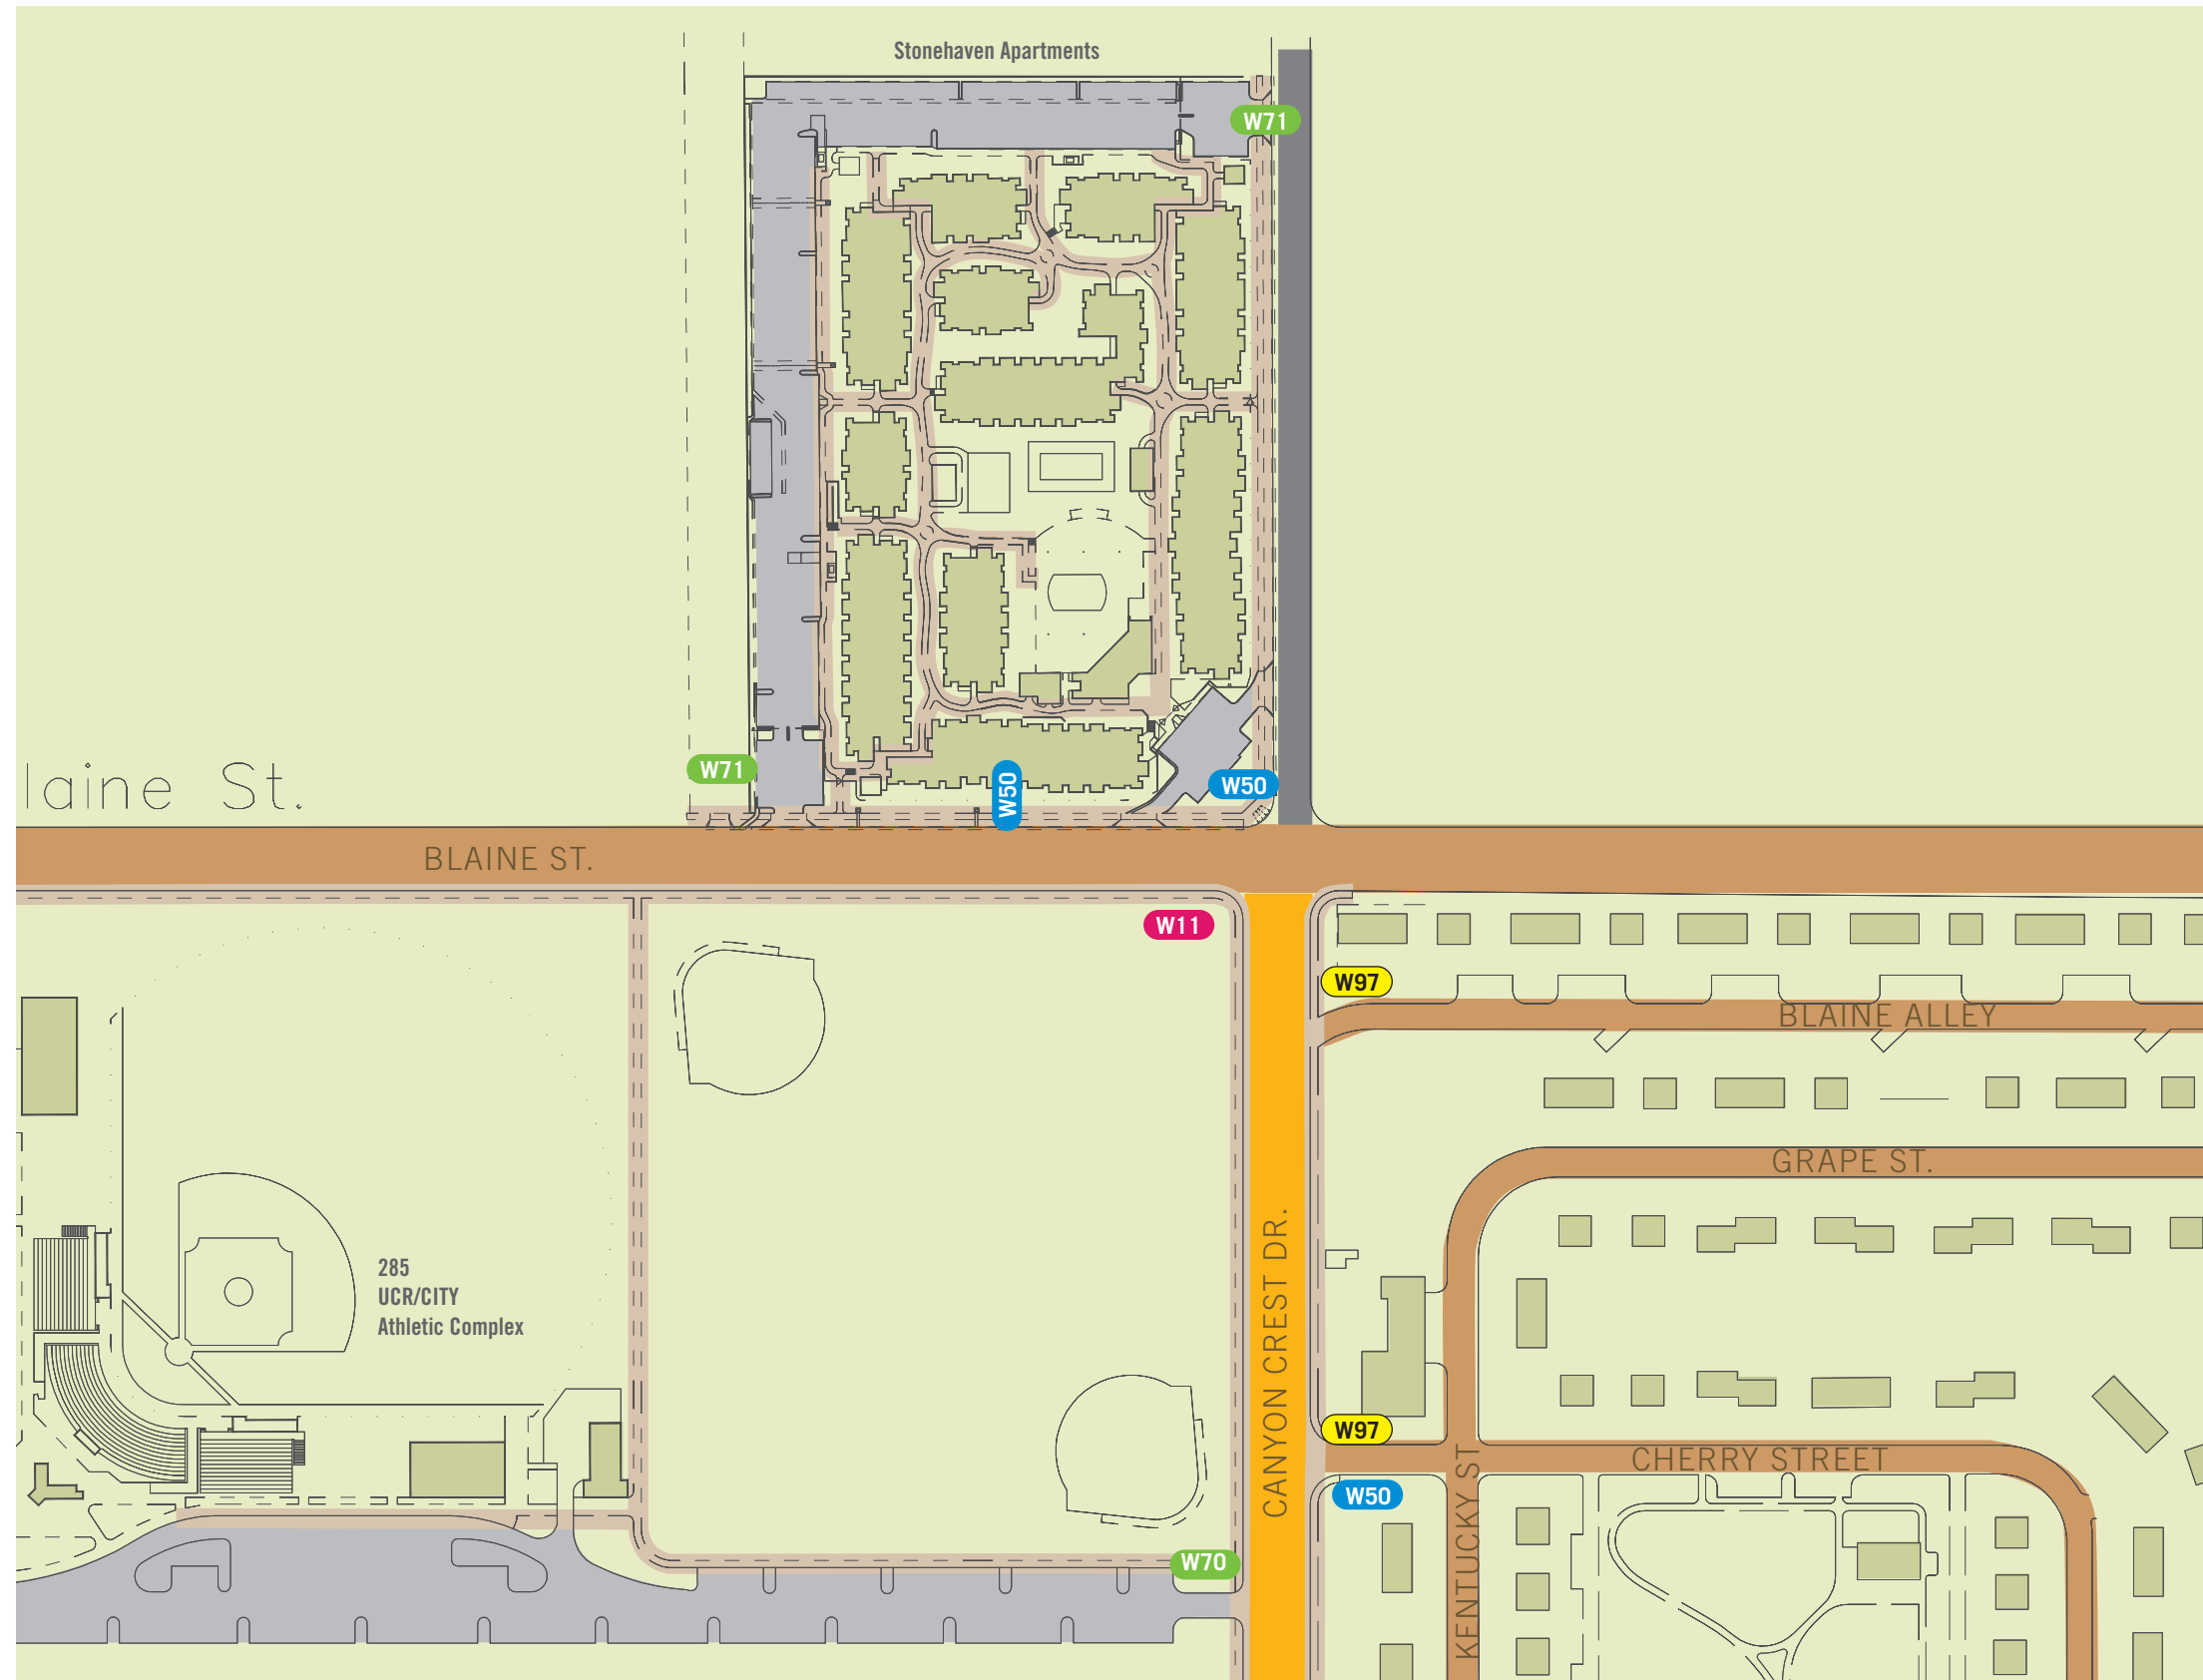 Stonehaven Apartments
W71
W71
W50
W50
laine St.
BLAINE ST.
W11
W97
BLAINE ALLEY
GRAPE ST.
CANYON CREST DR.
285
UCR/CITY
Athletic Complex
W97
CHERRY STREET
W50
KENTUCKY ST
W70